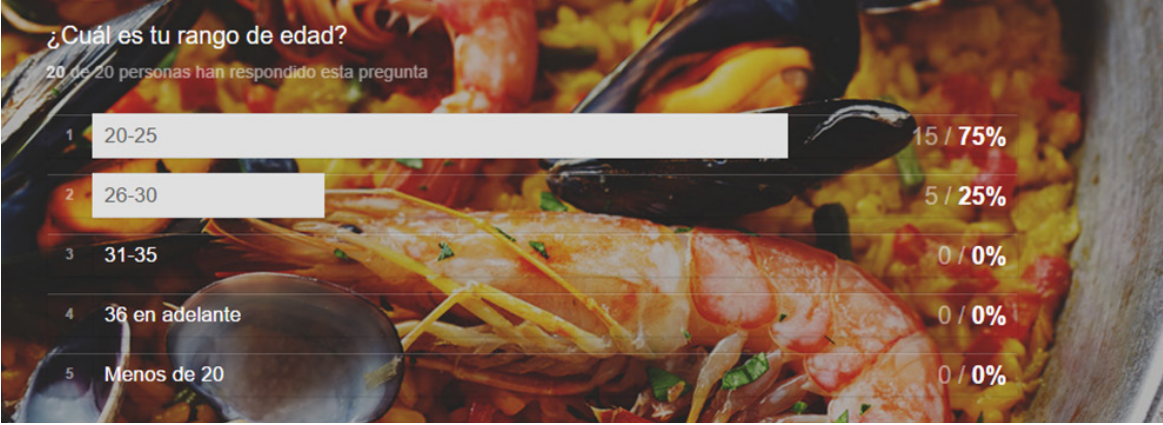 ¿Cuál es tu rango de edad?
20 de 20 personas han respondido esta pregunta
1 20-25 15 / 75%
2 26-30 5 / 25%
3 31-35 0 / 0%
4 36 en adelante 0 / 0%
5 Menos de 20 0 / 0%